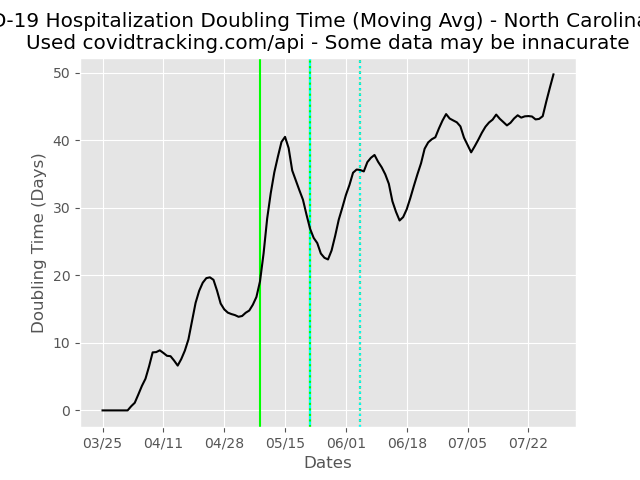 -19 Hospitalization Doubling Time (Moving Avg) - North Carolina
Used covidtracking.com/api - Some data may be innacurate
50
40
30
20
10
0
Doubling Time (Days)
03/25 04/11 04/28 05/15 06/01 06/18 07/05 07/22
Dates